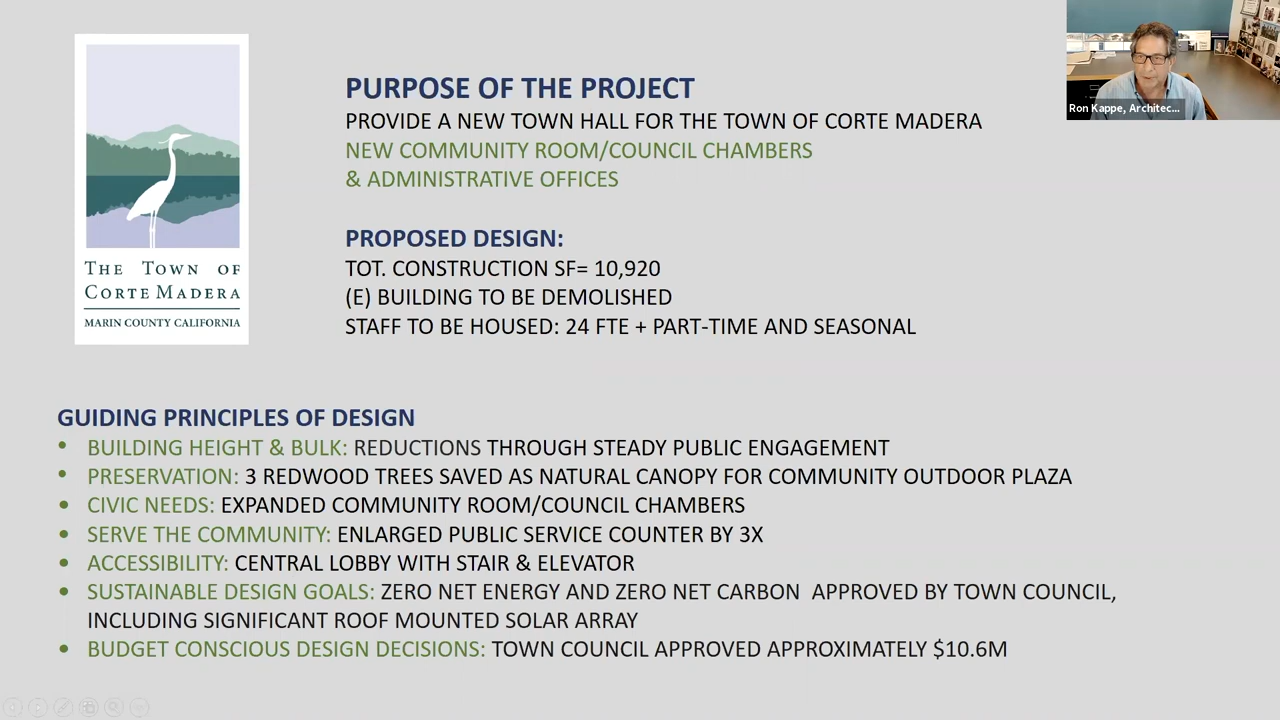 THE TOWN OF
CORTE MADERA
MARIN COUNTY CALIFORNIA
PURPOSE OF THE PROJECT
PROVIDE A NEW TOWN HALL FOR THE TOWN OF CORTE MADERA
NEW COMMUNITY ROOM/COUNCIL CHAMBERS
& ADMINISTRATIVE OFFICES
PROPOSED DESIGN:
TOT. CONSTRUCTION SF= 10,920
(E) BUILDING TO BE DEMOLISHED
STAFF TO BE HOUSED: 24 FTE + PART-TIME AND SEASONAL
Ron Kappe, Architec...
GUIDING PRINCIPLES OF DESIGN
• BUILDING HEIGHT & BULK: REDUCTIONS THROUGH STEADY PUBLIC ENGAGEMENT
• PRESERVATION: 3 REDWOOD TREES SAVED AS NATURAL CANOPY FOR COMMUNITY OUTDOOR PLAZA
• CIVIC NEEDS: EXPANDED COMMUNITY ROOM/COUNCIL CHAMBERS
• SERVE THE COMMUNITY: ENLARGED PUBLIC SERVICE COUNTER BY 3X
• ACCESSIBILITY: CENTRAL LOBBY WITH STAIR & ELEVATOR
• SUSTAINABLE DESIGN GOALS: ZERO NET ENERGY AND ZERO NET CARBON APPROVED BY TOWN COUNCIL,
INCLUDING SIGNIFICANT ROOF MOUNTED SOLAR ARRAY
• BUDGET CONSCIOUS DESIGN DECISIONS: TOWN COUNCIL APPROVED APPROXIMATELY $10.6M